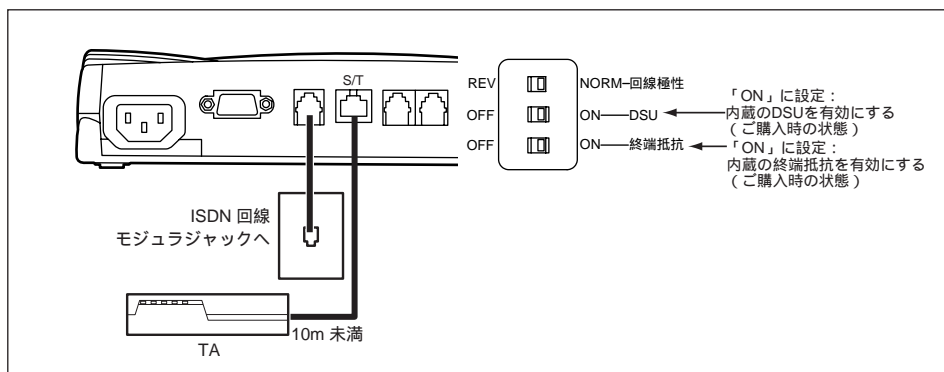 S/T
REV NORM 回線極性
OFF ON DSU
OFF ON 終端抵抗
「ON」に設定：
内蔵のDSUを有効にする
（ご購入時の状態）
「ON」に設定：
内蔵の終端抵抗を有効にする
（ご購入時の状態）
ISDN 回線
モジュラジャックへ
10m 未満
TA